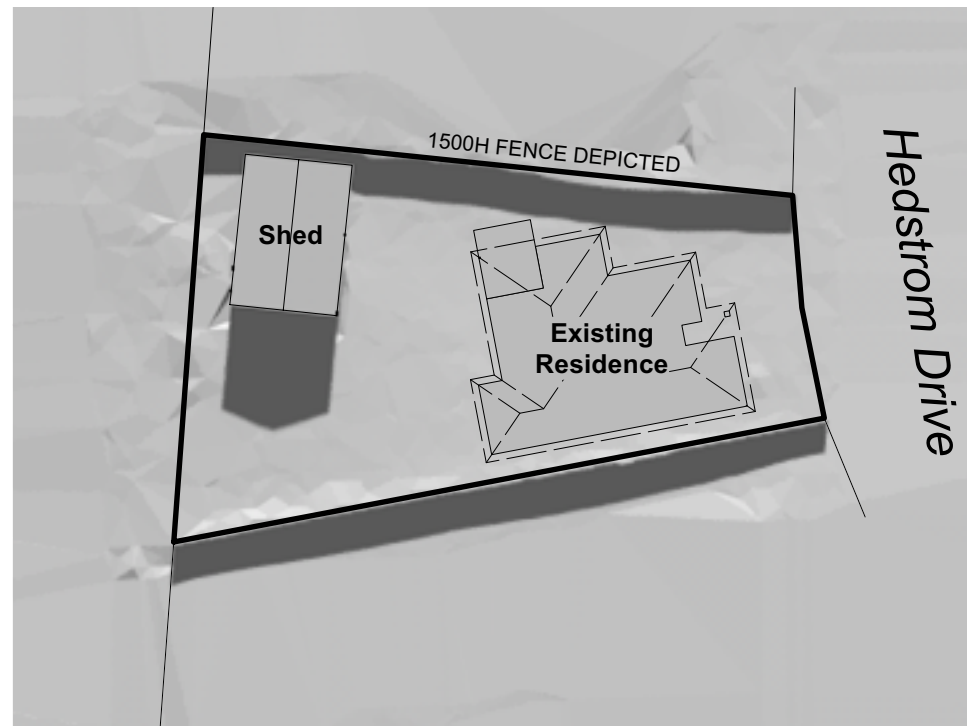 1500H FENCE DEPICTED
Hedstrom Drive
Shed
Existing
Residence